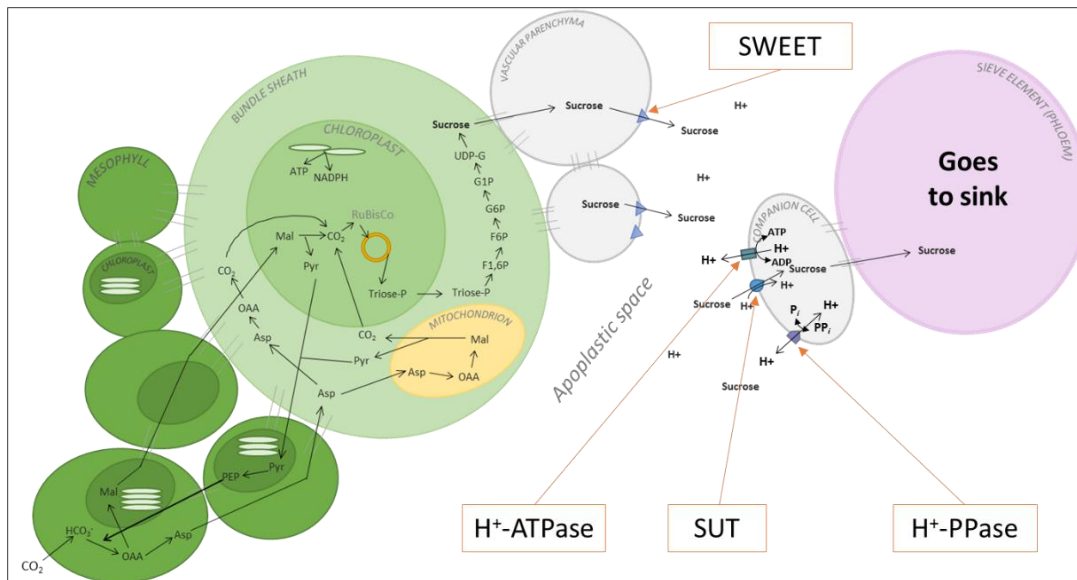 SWEET
VASCULAR PARENCHYMA
Sucrose
Sucrose
H+
BUNDLE SHEATH
Sucrose
UDP-G
G1P
G6P
F6P
F1,6P
Triose-P
CHLOROPLAST
ATP
NADPH
RuBisCo
Mal
CO₂
Pyr
Triose-P
MESOPHYLL
CHLOROPLAST
CO₂
OAA
Asp
CO₂
Pyr
MITOCHONDRION
Mal
Asp
OAA
Asp
Sucrose
Sucrose
H+
H+
Apoplastic space
Sucrose
SIEVE ELEMENT (PHLOEM)
Goes
to sink
Sucrose
COMPANION CELL
ATP
H+
H+
ADP
Sucrose
H+
Sucrose
H+
Pᵢ
H+
PPᵢ
H+
PEP
Pyr
Mal
HCO₃⁻
OAA
Asp
CO₂
H⁺-ATPase
SUT
H⁺-PPase